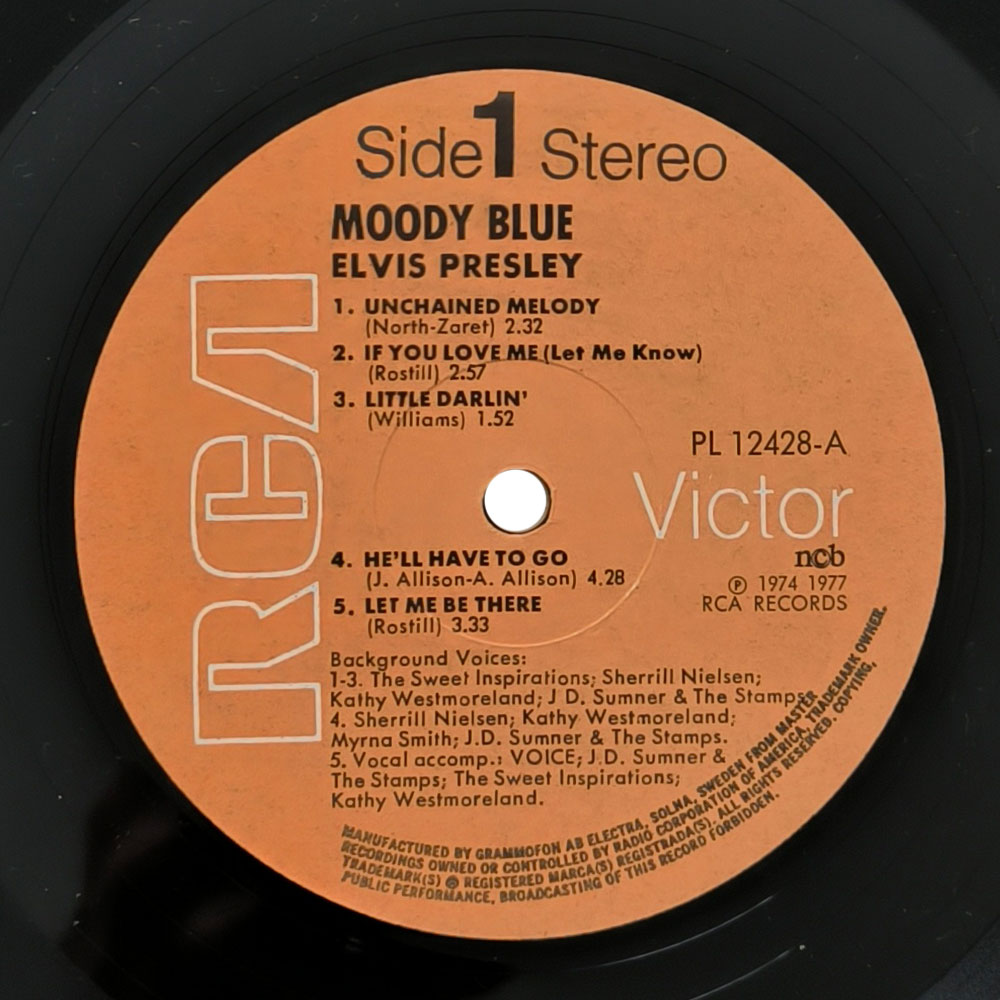 Side 1 Stereo
MOODY BLUE
ELVIS PRESLEY
1. UNCHAINED MELODY
(North-Zaret) 2.32
2. IF YOU LOVE ME (Let Me Know)
(Rostill) 2.57
3. LITTLE DARLIN'
(Williams) 1.52
PL 12428-A
RCA
Victor
ncb
4. HE'LL HAVE TO GO
(J. Allison-A. Allison) 4.28
℗ 1974 1977
RCA RECORDS
5. LET ME BE THERE
(Rostill) 3.33
Background Voices:
1-3. The Sweet Inspirations; Sherrill Nielsen;
Kathy Westmoreland; J D. Sumner & The Stamps.
4. Sherrill Nielsen; Kathy Westmoreland;
Myrna Smith; J.D. Sumner & The Stamps.
5. Vocal accomp.: VOICE; J.D. Sumner &
The Stamps; The Sweet Inspirations;
Kathy Westmoreland.
MANUFACTURED BY GRAMMOFON AB ELECTRA, SOLNA, SWEDEN FROM MASTER
RECORDINGS OWNED OR CONTROLLED BY RADIO CORPORATION OF AMERICA, TRADEMARK OWNER.
TRADEMARK(S) ® REGISTERED MARCA(S) REGISTRADA(S). ALL RIGHTS RESERVED. COPYING,
PUBLIC PERFORMANCE, BROADCASTING OF THIS RECORD FORBIDDEN.